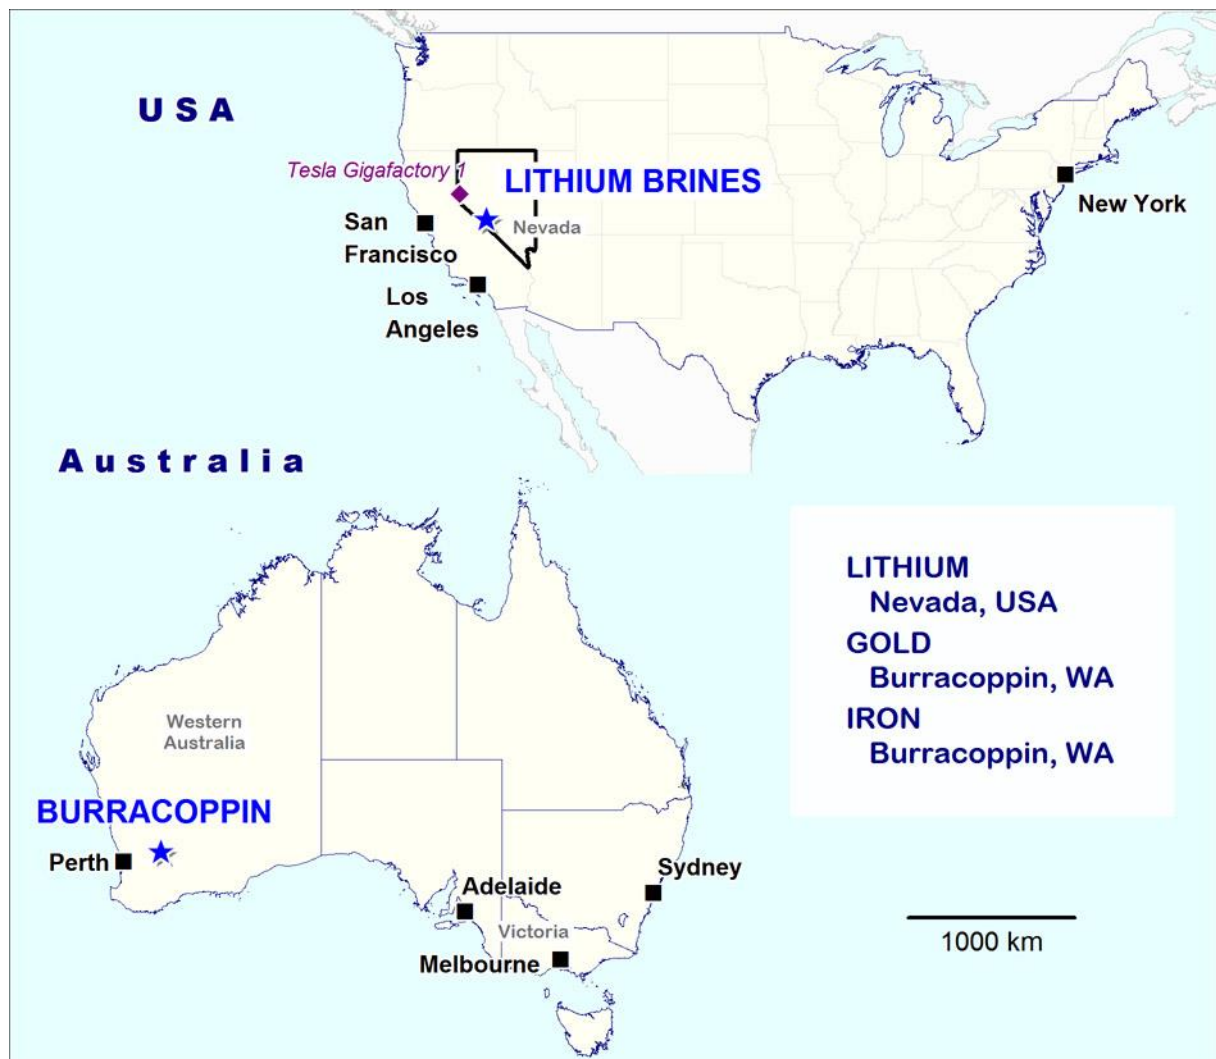 USA
Tesla Gigafactory 1
LITHIUM BRINES
Nevada
San
Francisco
Los
Angeles
New York
Australia
LITHIUM
Nevada, USA
GOLD
Burracoppin, WA
IRON
Burracoppin, WA
Western
Australia
BURRACOPPIN
Perth
Adelaide
Sydney
Victoria
Melbourne
1000 km